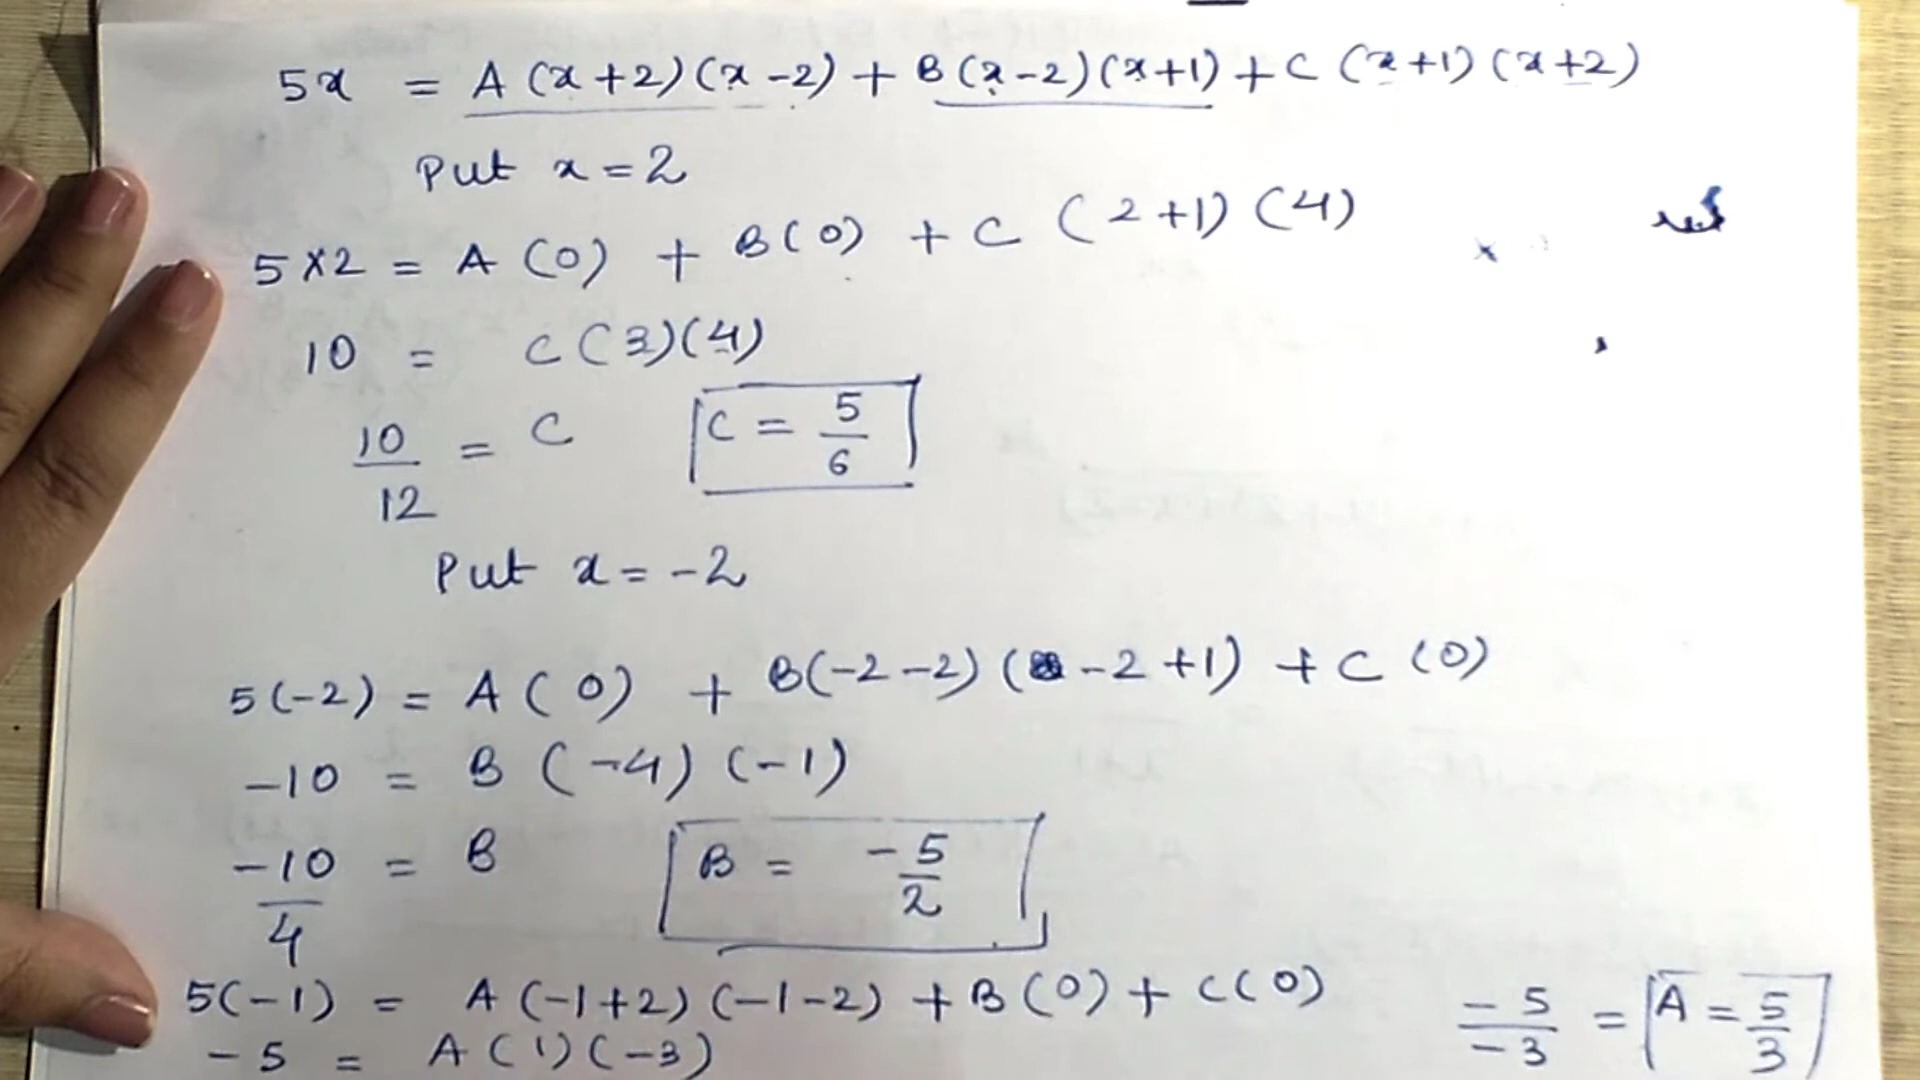 5x = A (x+2) (x-2) + B (x-2) (x+1) + C (x+1) (x+2)
Put x = 2
5×2 = A (0) + B (0) + C (2+1) (4)
10 = C (3) (4)
10/12 = C C = 5/6
Put x = -2
5(-2) = A (0) + B(-2-2) (-2+1) + C (0)
-10 = B (-4) (-1)
-10/4 = B B = -5/2
5(-1) = A (-1+2) (-1-2) + B (0) + C (0)
-5 = A (1) (-3) -5/-3 = A = 5/3